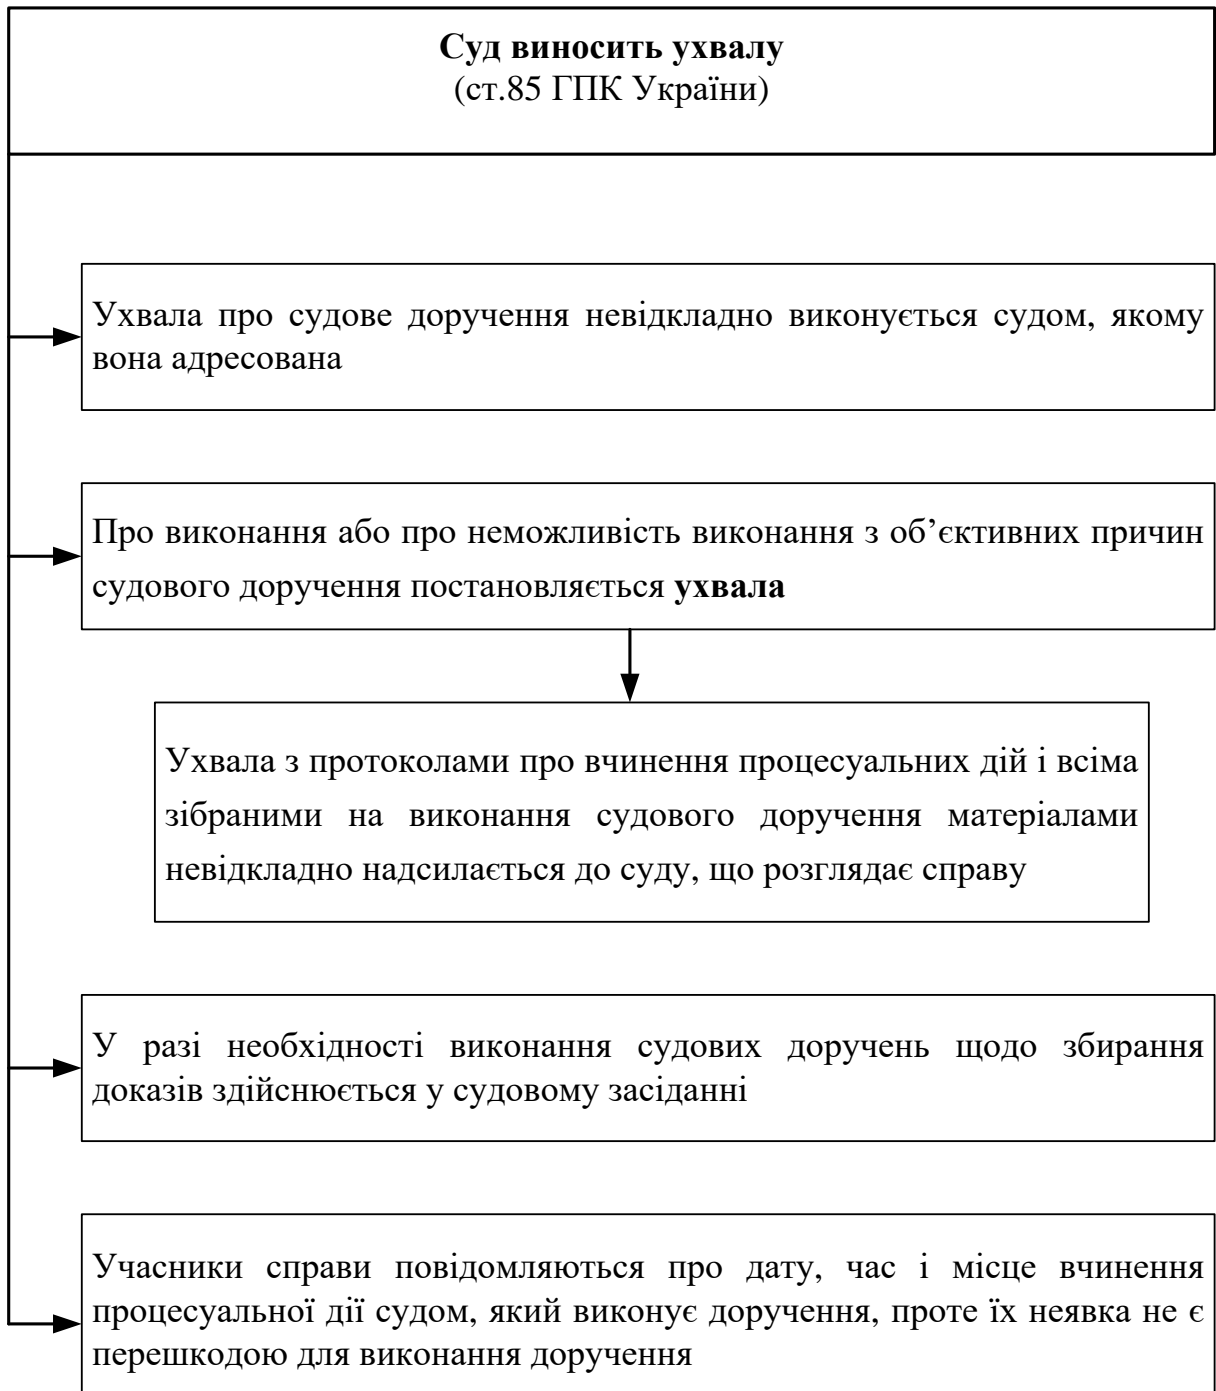 Суд виносить ухвалу
(ст.85 ГПК України)
Ухвала про судове доручення невідкладно виконується судом, якому
вона адресована
Про виконання або про неможливість виконання з об’єктивних причин
судового доручення постановляється ухвала
Ухвала з протоколами про вчинення процесуальних дій і всіма
зібраними на виконання судового доручення матеріалами
невідкладно надсилається до суду, що розглядає справу
У разі необхідності виконання судових доручень щодо збирання
доказів здійснюється у судовому засіданні
Учасники справи повідомляються про дату, час і місце вчинення
процесуальної дії судом, який виконує доручення, проте їх неявка не є
перешкодою для виконання доручення